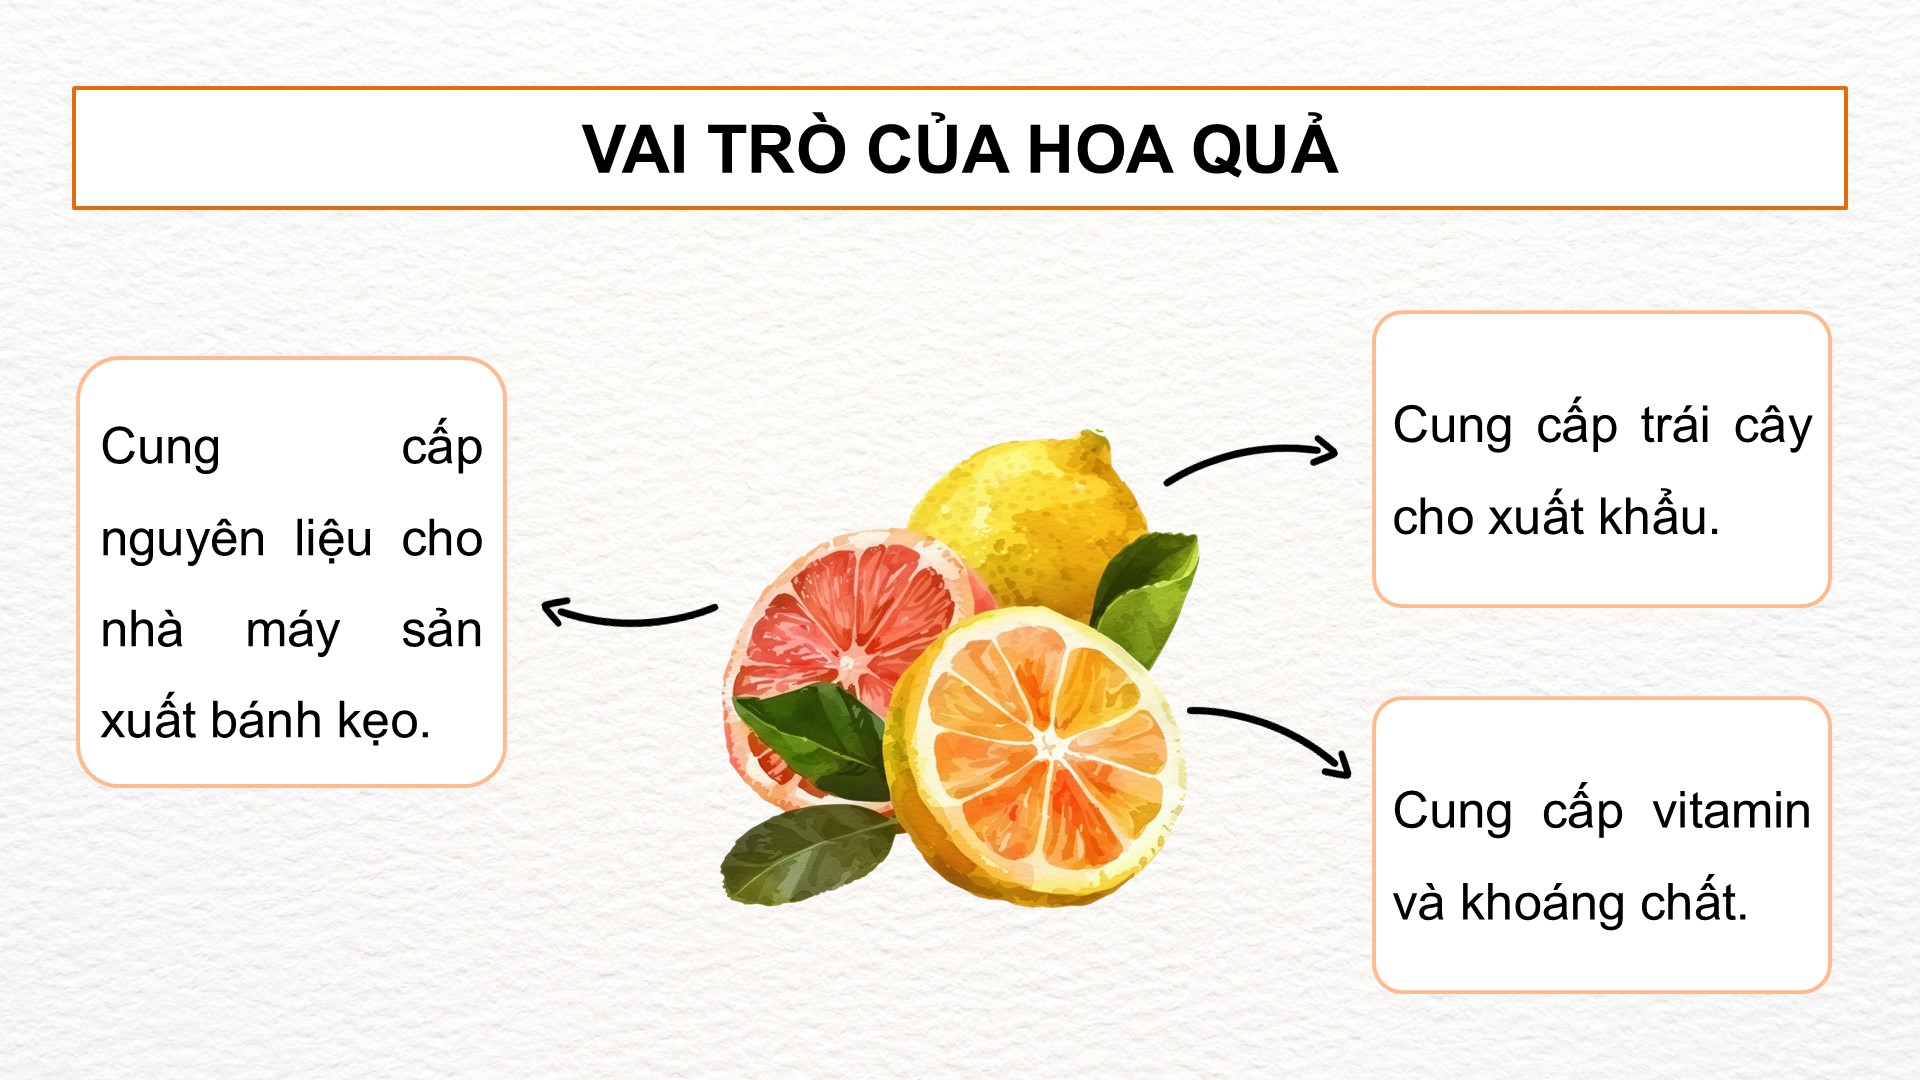 VAI TRÒ CỦA HOA QUẢ
Cung cấp
nguyên liệu cho
nhà máy sản
xuất bánh kẹo.
Cung cấp trái cây
cho xuất khẩu.
Cung cấp vitamin
và khoáng chất.